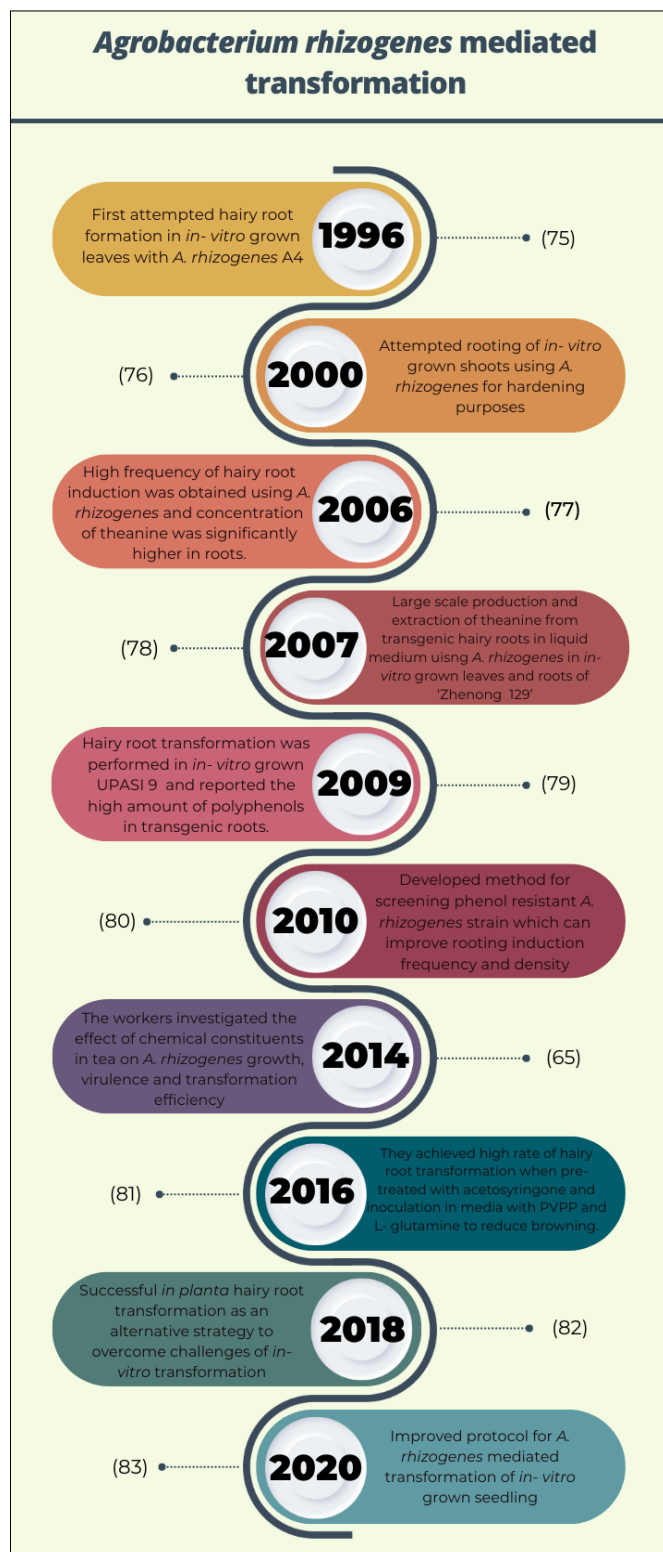 Agrobacterium rhizogenes mediated
transformation
First attempted hairy root
formation in in- vitro grown
leaves with A. rhizogenes A4
1996
(75)
(76)
2000
Attempted rooting of in- vitro
grown shoots using A.
rhizogenes for hardening
purposes
High frequency of hairy root
induction was obtained using A.
rhizogenes and concentration
of theanine was significantly
higher in roots.
2006
(77)
(78)
2007
Large scale production and
extraction of theanine from
transgenic hairy roots in liquid
medium uisng A. rhizogenes in in-
vitro grown leaves and roots of
‘Zhenong 129’
Hairy root transformation was
performed in in- vitro grown
UPASI 9 and reported the
high amount of polyphenols
in transgenic roots.
2009
(79)
(80)
2010
Developed method for
screening phenol resistant A.
rhizogenes strain which can
improve rooting induction
frequency and density
The workers investigated the
effect of chemical constituents
in tea on A. rhizogenes growth,
virulence and transformation
efficiency
2014
(65)
(81)
2016
They achieved high rate of hairy
root transformation when pre-
treated with acetosyringone and
inoculation in media with PVPP and
L- glutamine to reduce browning.
Successful in planta hairy root
transformation as an
alternative strategy to
overcome challenges of in-
vitro transformation
2018
(82)
(83)
2020
Improved protocol for A.
rhizogenes mediated
transformation of in- vitro
grown seedling